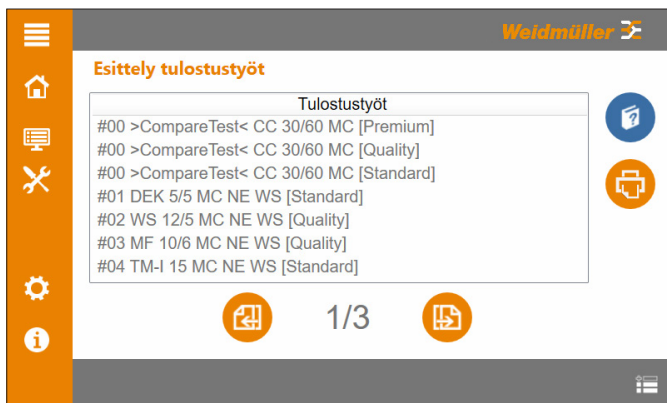 Weidmüller
Esittely tulostustyöt
Tulostustyöt
#00 >CompareTest< CC 30/60 MC [Premium]
#00 >CompareTest< CC 30/60 MC [Quality]
#00 >CompareTest< CC 30/60 MC [Standard]
#01 DEK 5/5 MC NE WS [Standard]
#02 WS 12/5 MC NE WS [Quality]
#03 MF 10/6 MC NE WS [Quality]
#04 TM-I 15 MC NE WS [Standard]
1/3